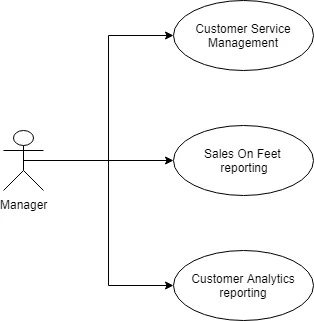 Customer Service
Management
Sales On Feet
reporting
Manager
Customer Analytics
reporting